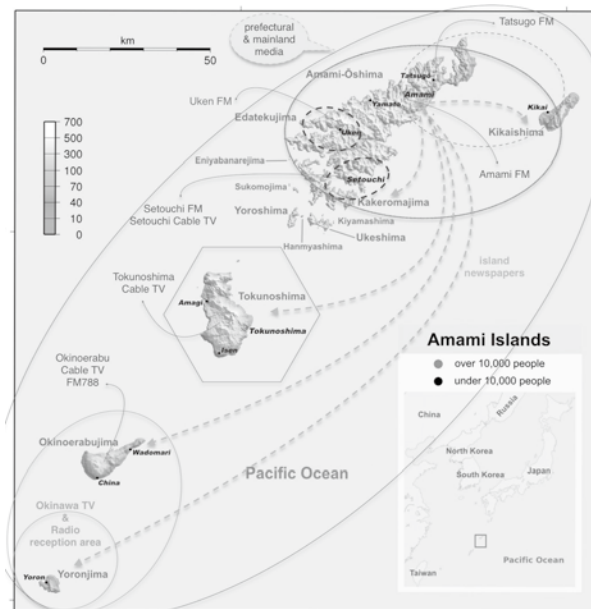 km
0
50
prefectural
& mainland
media
Tatsugo FM
Amami-Ōshima
Tatsugo
Amami
Yamato
Uken FM
Edatekujima
Uken
Kikai
Kikaishima
Eniyabanarejima
Setouchi
Sukomojima
Kakeromajima
Amami FM
Setouchi FM
Setouchi Cable TV
Yoroshima
Kiyamashima
Ukeshima
Hanmyashima
700
500
300
100
70
40
10
0
island
newspapers
Tokunoshima
Cable TV
Amagi
Tokunoshima
Tokunoshima
Isen
Okinoerabu
Cable TV
FM788
Okinoerabujima
Wadomari
China
Pacific Ocean
Okinawa TV
&
Radio
reception area
Yoron
Yoronjima
Amami Islands
over 10,000 people
under 10,000 people
Russia
China
North Korea
South Korea
Japan
Taiwan
Pacific Ocean